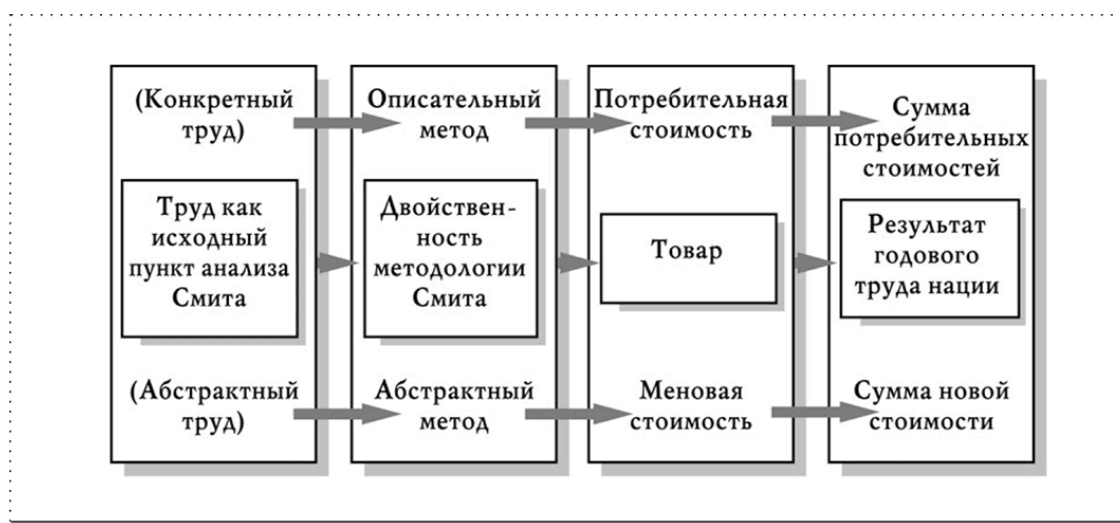 (Конкретный
труд)
Труд как
исходный
пункт анализа
Смита
(Абстрактный
труд)
Описательный
метод
Двойствен-
ность
методологии
Смита
Абстрактный
метод
Потребительная
стоимость
Товар
Меновая
стоимость
Сумма
потребительных
стоимостей
Результат
годового
труда нации
Сумма новой
стоимости